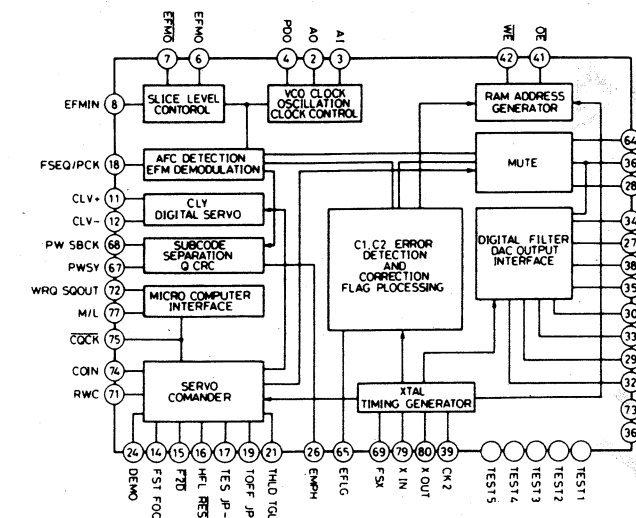 EFMO
EFMO
PDO
AO
AI
WE
OE
7
6
4
2
3
42
41
EFMIN
8
SLICE LEVEL
CONTOROL
VCO CLOCK
OSCILLATION
CLOCK CONTROL
RAM ADDRESS
GENERATOR
FSEQ/PCK
18
AFC DETECTION
EFM DEMODULATION
MUTE
64
36
28
CLV+
11
CLV-
12
CLY
DIGITAL SERVO
PW SBCK
68
PWSY
67
SUBCODE
SEPARATION
Q CRC
C1, C2 ERROR
DETECTION
AND
CORRECTION
FLAG PLOCESSING
DIGITAL FILTER
DAC OUTPUT
INTERFACE
34
27
38
35
30
33
29
32
73
36
WRQ SQOUT
72
M/L
77
MICRO COMPUTER
INTERFACE
CQCK
75
COIN
74
RWC
71
SERVO
COMANDER
XTAL
TIMING GENERATOR
24
14
15
16
17
19
21
26
65
69
79
80
39
DEMO
FST FOC
F2D
HFL RES
TES JP-
TOFF JP
THLD TGL
EMPH
EFLG
FSX
X IN
X OUT
CK2
TEST5
TEST4
TEST3
TEST2
TEST1